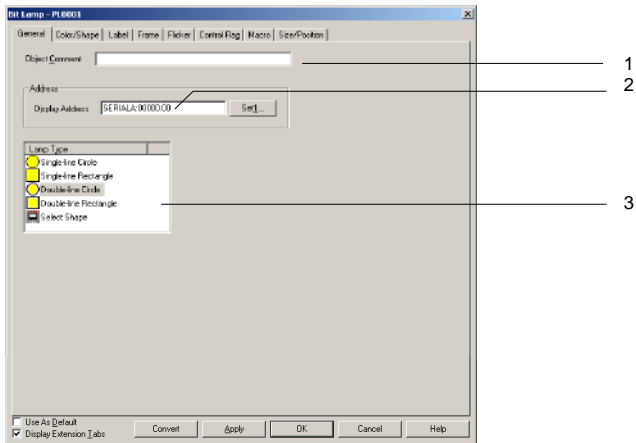 Bit Lamp - PL0001
General Color/Shape Label Frame Flicker Control Flag Macro Size/Position
Object Comment 1
Address 2
Display Address SERIALA:00000.00 Set1...
Lamp Type
Single-line Circle
Single-line Rectangle
Double-line Circle
Double-line Rectangle 3
Select Shape
Use As Default
Display Extension Tabs Convert Apply OK Cancel Help